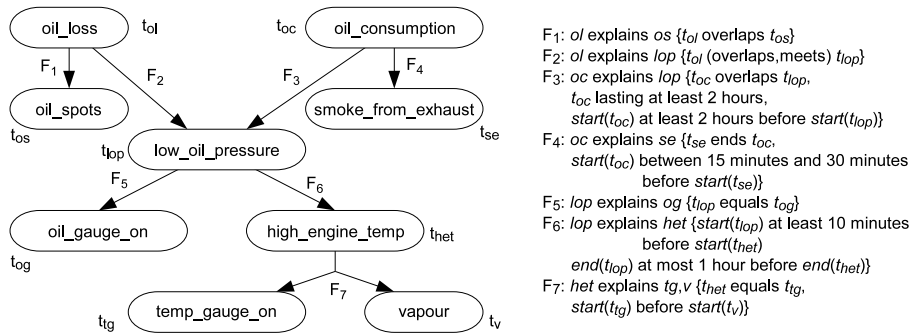 oil_loss
t_ol
t_oc
oil_consumption
F₁
F₂
F₃
F₄
oil_spots
smoke_from_exhaust
t_os
t_se
t_lop
low_oil_pressure
F₅
F₆
oil_gauge_on
high_engine_temp
t_het
t_og
F₇
temp_gauge_on
vapour
t_tg
t_v
F₁: ol explains os {t_ol overlaps t_os}
F₂: ol explains lop {t_ol (overlaps,meets) t_lop}
F₃: oc explains lop {t_oc overlaps t_lop,
t_oc lasting at least 2 hours,
start(t_oc) at least 2 hours before start(t_lop)}
F₄: oc explains se {t_se ends t_oc,
start(t_oc) between 15 minutes and 30 minutes
before start(t_se)}
F₅: lop explains og {t_lop equals t_og}
F₆: lop explains het {start(t_lop) at least 10 minutes
before start(t_het)
end(t_lop) at most 1 hour before end(t_het)}
F₇: het explains tg,v {t_het equals t_tg,
start(t_tg) before start(t_v)}